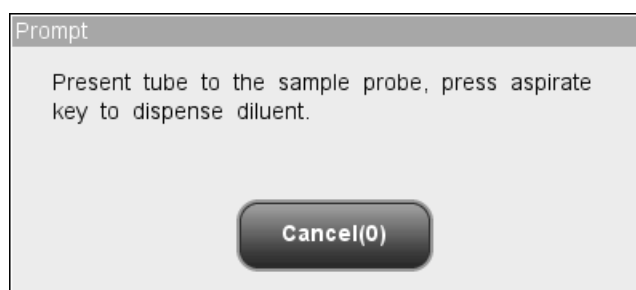 Prompt
Present tube to the sample probe, press aspirate
key to dispense diluent.
Cancel(0)